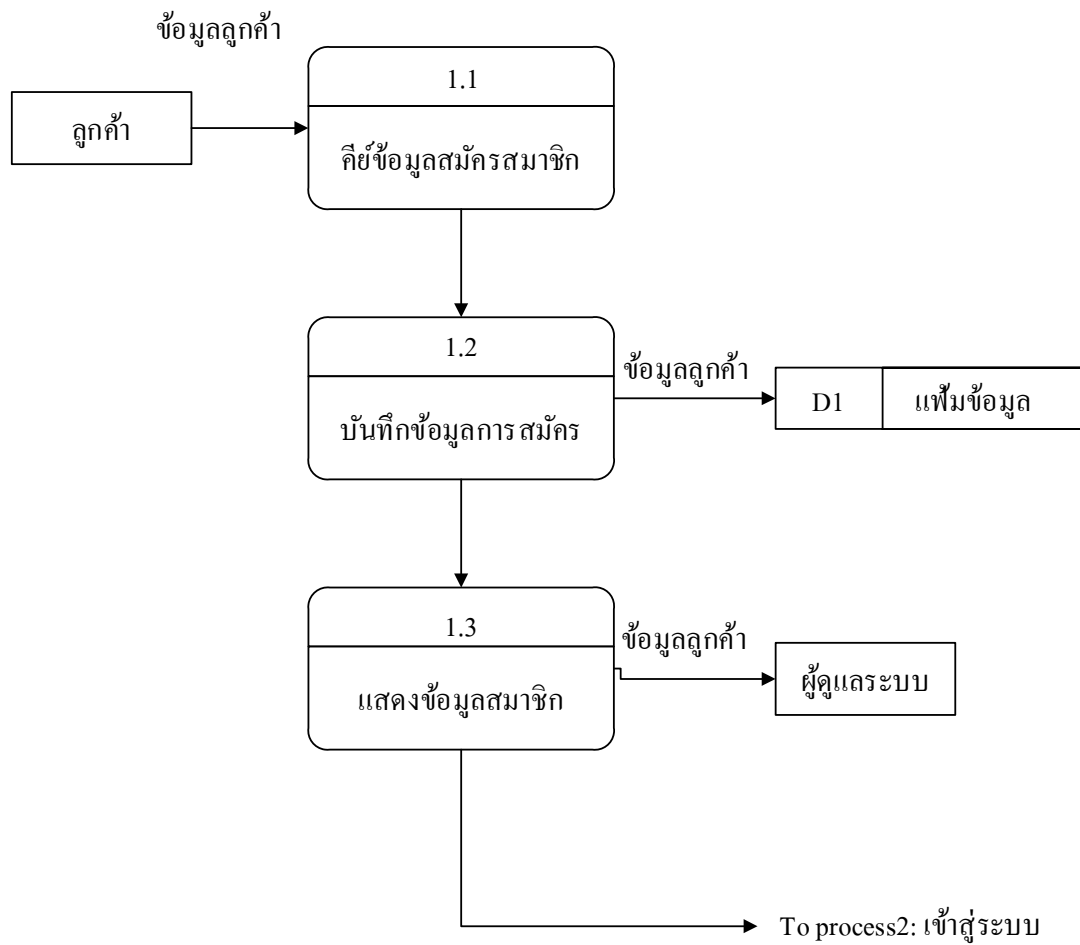 ข้อมูลลูกค้า
1.1
ลูกค้า
คีย์ข้อมูลสมัครสมาชิก
1.2
ข้อมูลลูกค้า
D1 แฟ้มข้อมูล
บันทึกข้อมูลการสมัคร
1.3
ข้อมูลลูกค้า
ผู้ดูแลระบบ
แสดงข้อมูลสมาชิก
To process2: เข้าสู่ระบบ